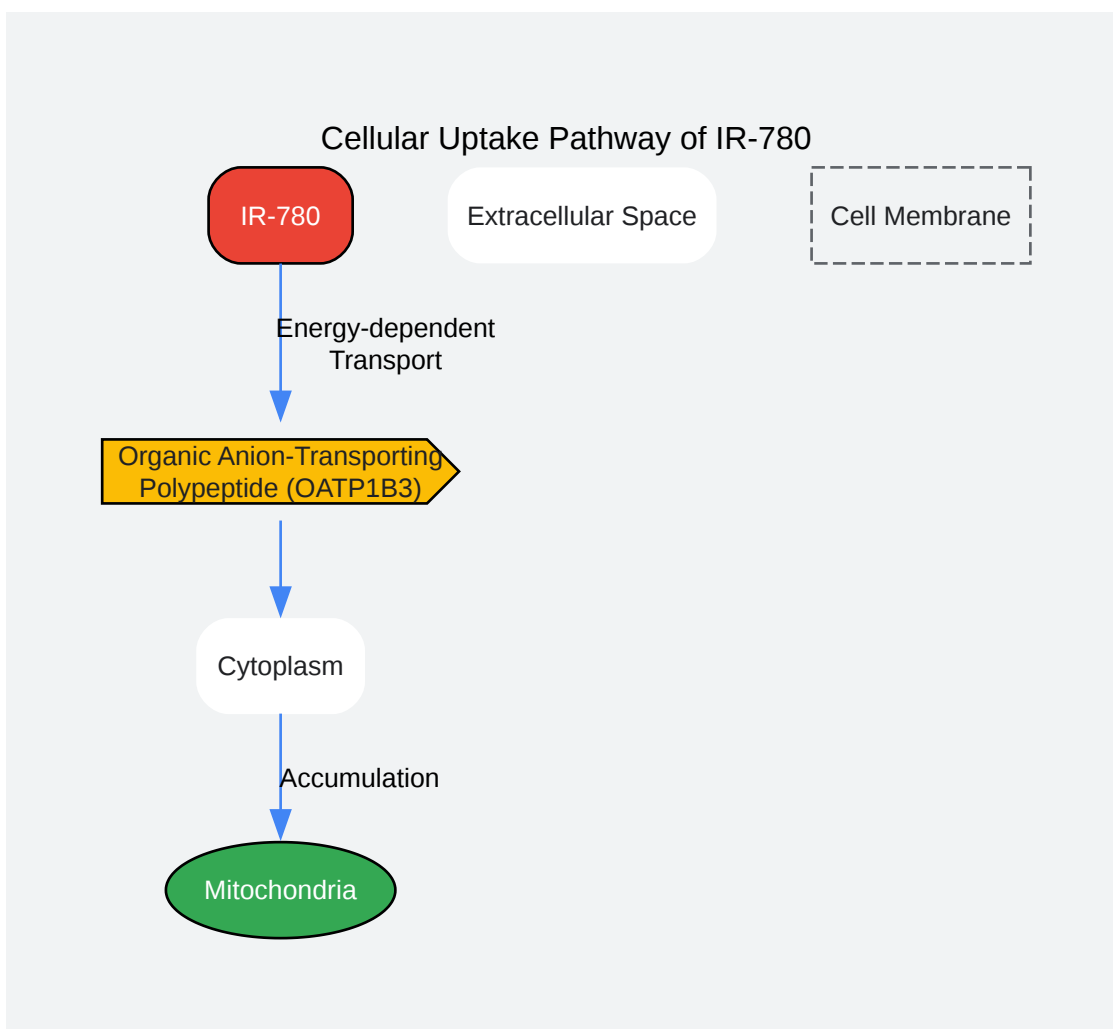 Cellular Uptake Pathway of IR-780
IR-780
Extracellular Space
Cell Membrane
Energy-dependent
Transport
Organic Anion-Transporting
Polypeptide (OATP1B3)
Cytoplasm
Accumulation
Mitochondria